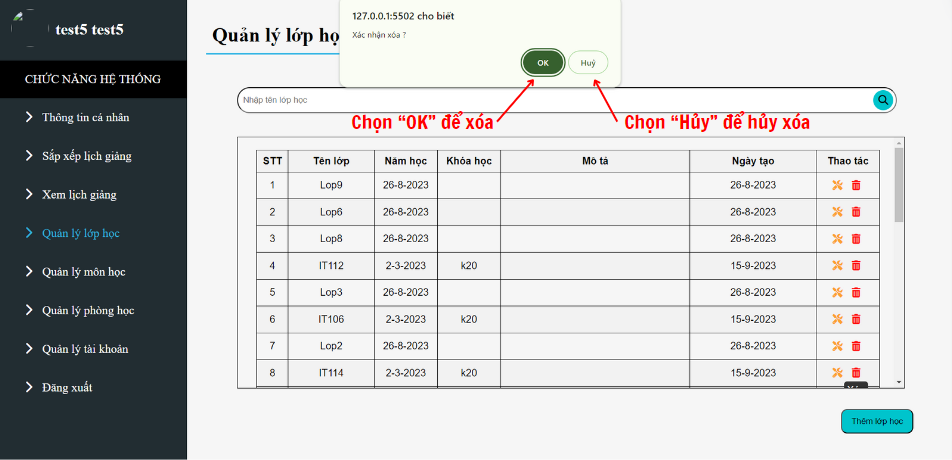 test5 test5
CHỨC NĂNG HỆ THỐNG
Thông tin cá nhân
Sắp xếp lịch giảng
Xem lịch giảng
Quản lý lớp học
Quản lý môn học
Quản lý phòng học
Quản lý tài khoản
Đăng xuất
127.0.0.1:5502 cho biết
Xác nhận xóa ?
OK Huỷ
Quản lý lớp
Nhập tên lớp học
Chọn “OK” để xóa Chọn “Hủy” để hủy xóa
STT Tên lớp Năm học Khóa học Mô tả Ngày tạo Thao tác
1 Lop9 26-8-2023 26-8-2023
2 Lop6 26-8-2023 26-8-2023
3 Lop8 26-8-2023 26-8-2023
4 IT112 2-3-2023 k20 15-9-2023
5 Lop3 26-8-2023 26-8-2023
6 IT106 2-3-2023 k20 15-9-2023
7 Lop2 26-8-2023 26-8-2023
8 IT114 2-3-2023 k20 15-9-2023
Thêm lớp học